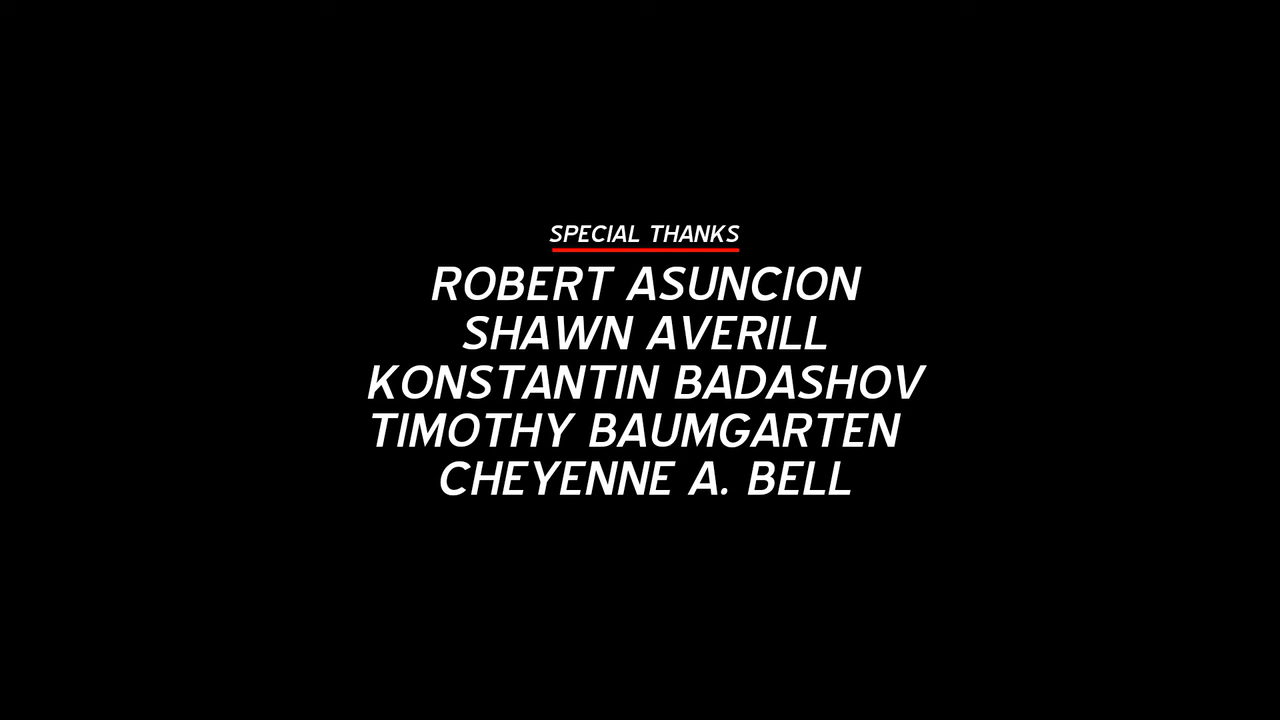 SPECIAL THANKS
ROBERT ASUNCION
SHAWN AVERILL
KONSTANTIN BADASHOV
TIMOTHY BAUMGARTEN
CHEYENNE A. BELL